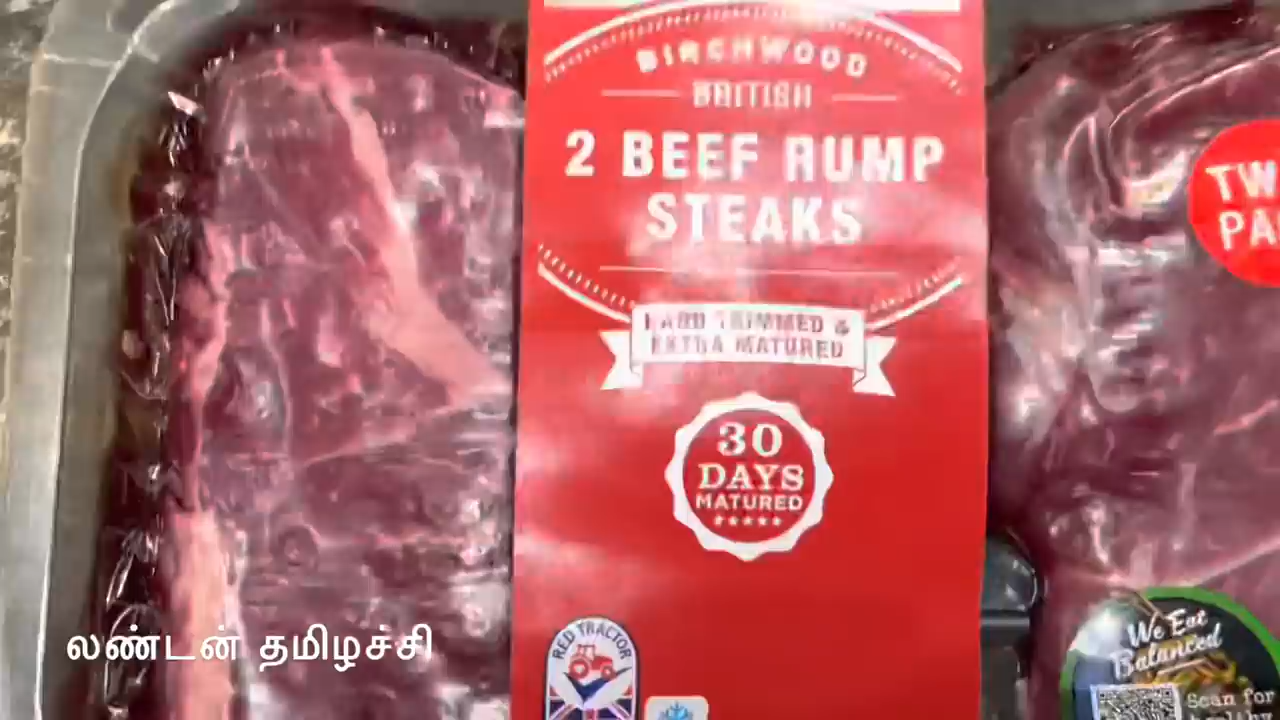 BIRCHWOOD
BRITISH
2 BEEF RUMP
STEAKS
HARD TRIMMED &
EXTRA MATURED
30
DAYS
MATURED
TW
PA
RED TRACTOR
We Eat
Balanced
Scan for
லண்டன் தமிழச்சி